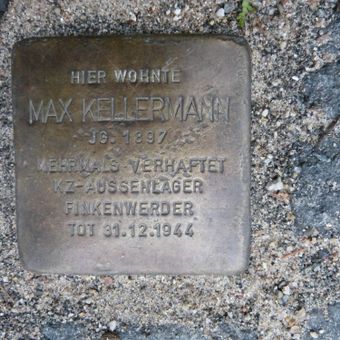 HIER WOHNTE
MAX KELLERMANN
JG. 1897
MEHRMALS VERHAFTET
KZ-AUSSENLAGER
FINKENWERDER
TOT 31.12.1944